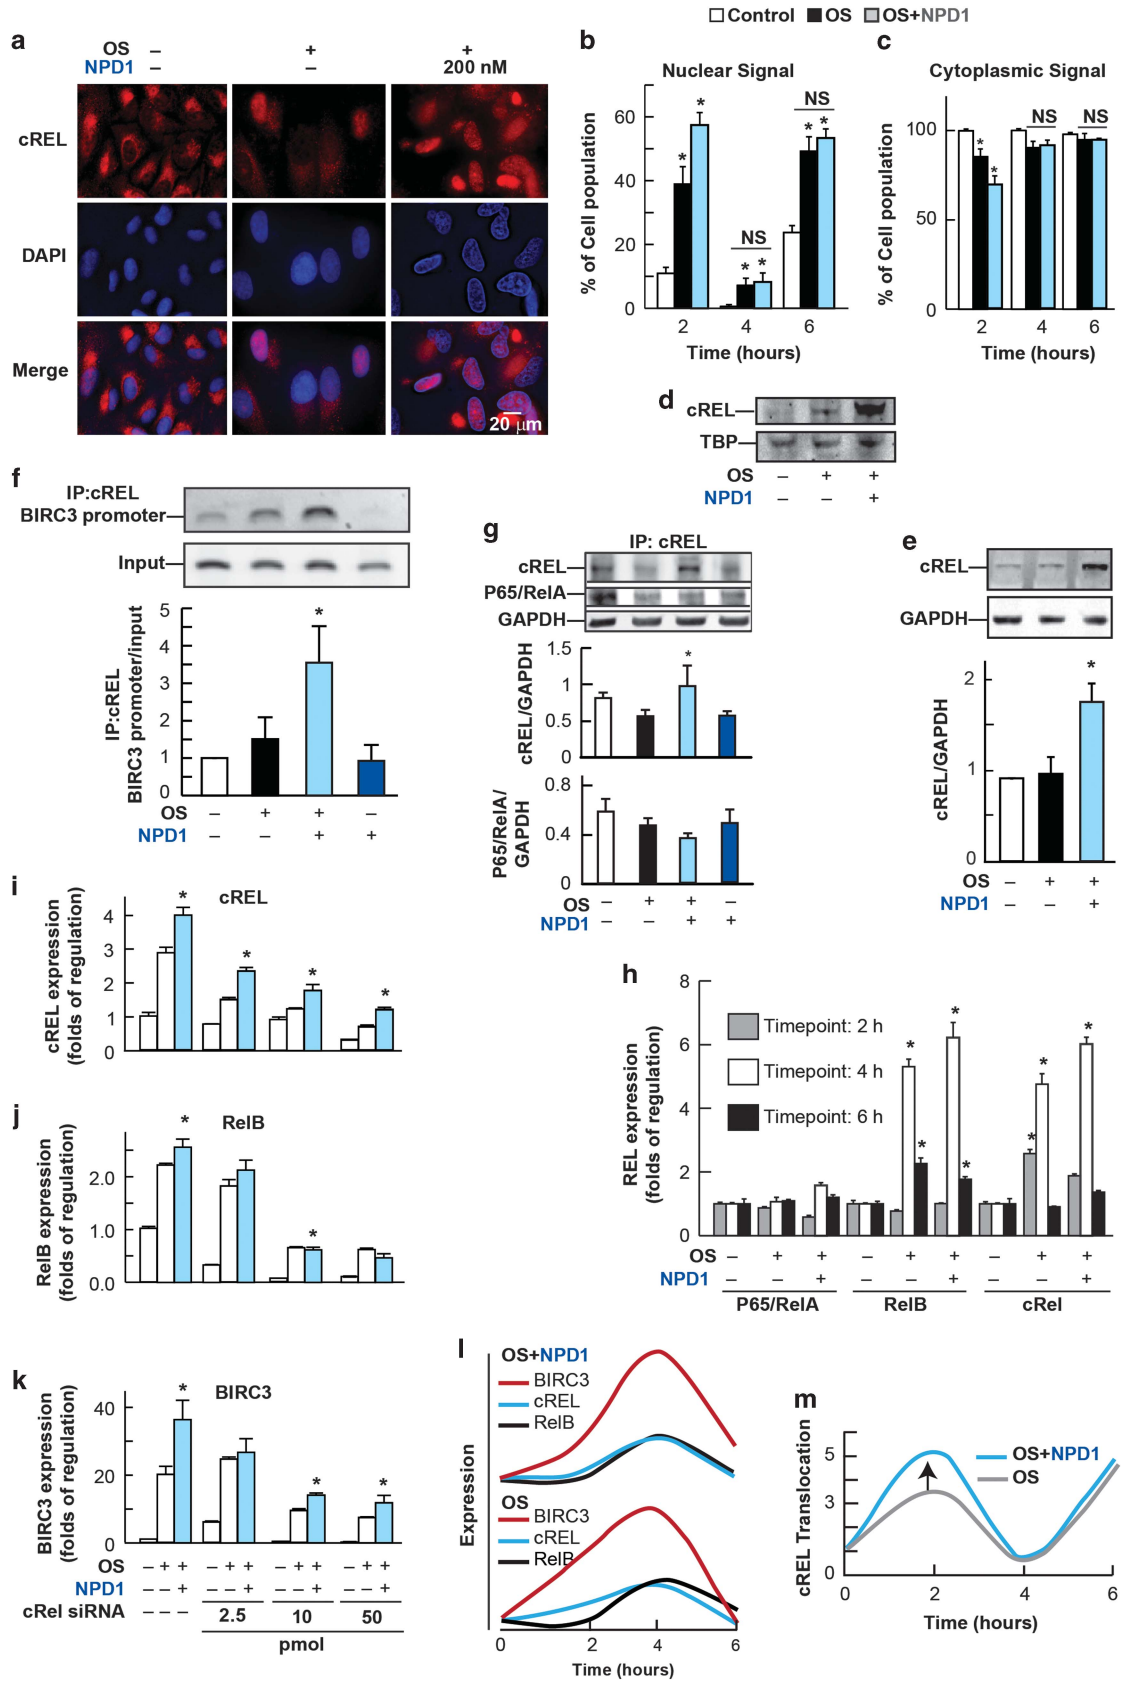 Control OS OS+NPD1
a
OS – + +
NPD1 – – 200 nM
cREL
DAPI
Merge
20 µm
b
Nuclear Signal
% of Cell population
60
40
20
0
* * * * NS * * NS
2 4 6
Time (hours)
c
Cytoplasmic Signal
% of Cell population
100
50
0
* * NS NS
2 4 6
Time (hours)
d
cREL
TBP
OS – + +
NPD1 – – +
f
IP:cREL
BIRC3 promoter
Input
IP:cREL
BIRC3 promoter/input
5
4
3
2
1
0
*
OS – + + –
NPD1 – – + +
g
IP: cREL
cREL
P65/RelA
GAPDH
cREL/GAPDH
1.5
1
0.5
0
*
P65/RelA/
GAPDH
0.8
0.4
0
OS – + + –
NPD1 – – + +
e
cREL
GAPDH
cREL/GAPDH
2
1
0
*
OS – + +
NPD1 – – +
i
cREL
cREL expression
(folds of regulation)
4
3
2
1
0
* * * *
j
RelB
RelB expression
(folds of regulation)
2.0
1.0
0.0
* *
k
BIRC3
BIRC3 expression
(folds of regulation)
40
20
0
* * *
OS – + + – + + – + + – + +
NPD1 + + + +
cRel siRNA – – – 2.5 10 50
pmol
h
REL expression
(folds of regulation)
8
6
4
2
0
Timepoint: 2 h
Timepoint: 4 h
Timepoint: 6 h
* * * * * * *
OS – + + – + + – + +
NPD1 – – + – – + – – +
P65/RelA RelB cRel
l
OS+NPD1
BIRC3
cREL
RelB
OS
BIRC3
cREL
RelB
Expression
0 2 4 6
Time (hours)
m
cREL Translocation
5
3
0
OS+NPD1
OS
0 2 4 6
Time (hours)